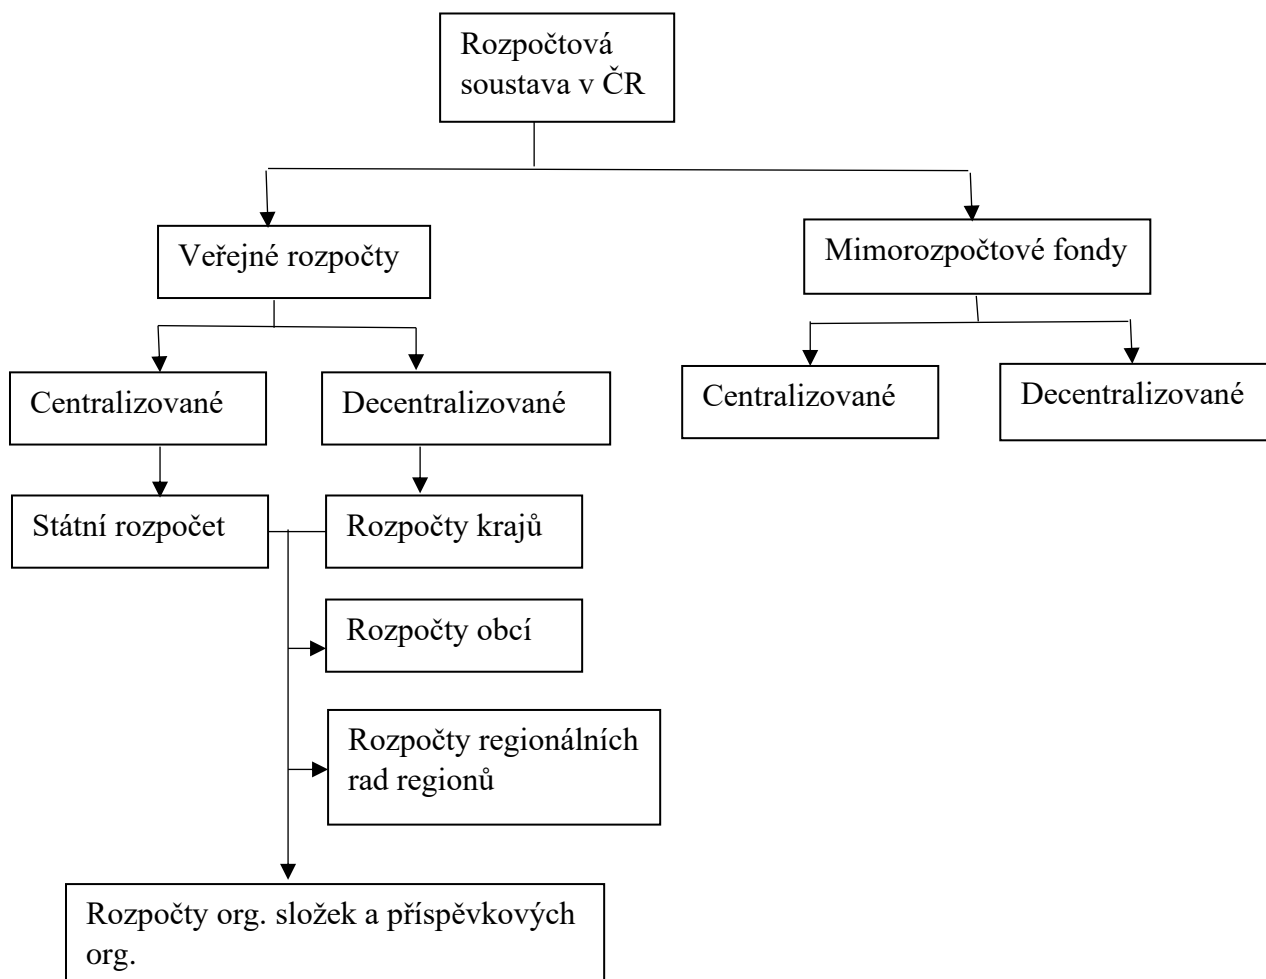 Rozpočtová
soustava v ČR
Veřejné rozpočty
Mimorozpočtové fondy
Centralizované
Decentralizované
Centralizované
Decentralizované
Státní rozpočet
Rozpočty krajů
Rozpočty obcí
Rozpočty regionálních
rad regionů
Rozpočty org. složek a příspěvkových
org.